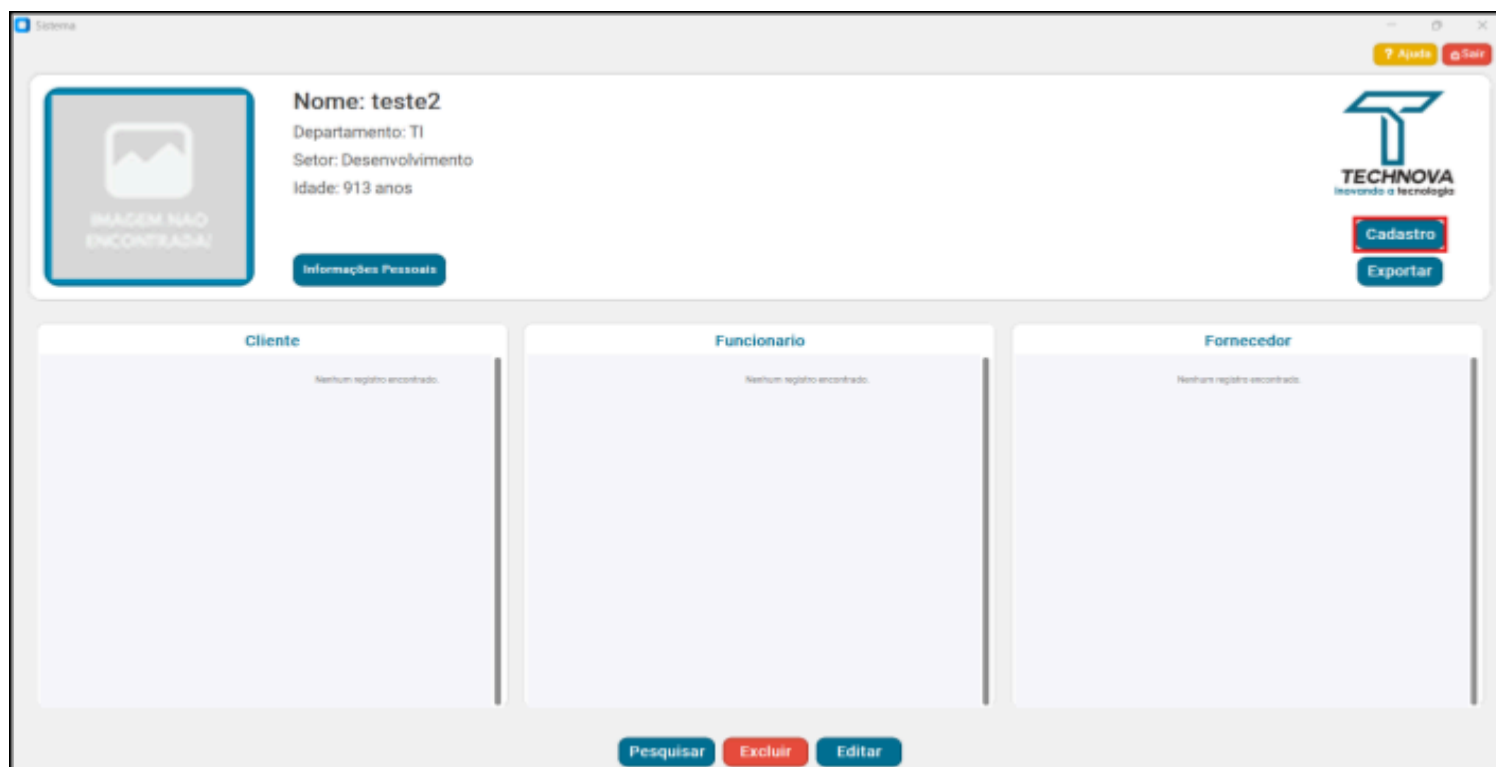 Sistema
? Ajuda
Sair
IMAGEM NAO
ENCONTRADA!
Nome: teste2
Departamento: TI
Setor: Desenvolvimento
Idade: 913 anos
Informações Pessoais
TECHNOVA
Inovando a tecnologia
Cadastro
Exportar
Cliente
Nenhum registro encontrado.
Funcionario
Nenhum registro encontrado.
Fornecedor
Nenhum registro encontrado.
Pesquisar
Excluir
Editar